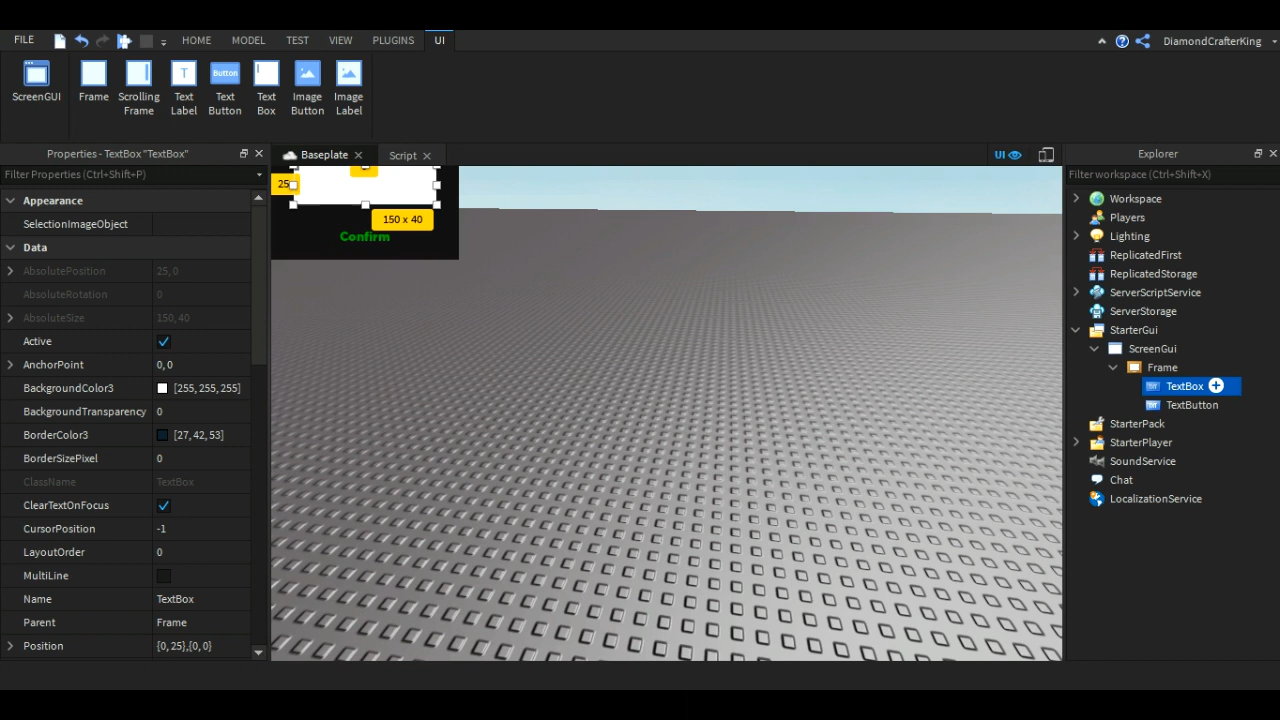 FILE HOME MODEL TEST VIEW PLUGINS UI DiamondCrafterKing
ScreenGUI Frame Scrolling Frame Text Label Button Text Button Text Box Image Button Image Label
Properties - TextBox "TextBox"
Filter Properties (Ctrl+Shift+P)
Appearance
SelectionImageObject
Data
AbsolutePosition 25, 0
AbsoluteRotation 0
AbsoluteSize 150, 40
Active
AnchorPoint 0, 0
BackgroundColor3 [255, 255, 255]
BackgroundTransparency 0
BorderColor3 [27, 42, 53]
BorderSizePixel 0
ClassName TextBox
ClearTextOnFocus
CursorPosition -1
LayoutOrder 0
MultiLine
Name TextBox
Parent Frame
Position {0, 25},{0, 0}
Baseplate Script UI
25
150 x 40
Confirm
Explorer
Filter workspace (Ctrl+Shift+X)
Workspace
Players
Lighting
ReplicatedFirst
ReplicatedStorage
ServerScriptService
ServerStorage
StarterGui
ScreenGui
Frame
TextBox
TextButton
StarterPack
StarterPlayer
SoundService
Chat
LocalizationService